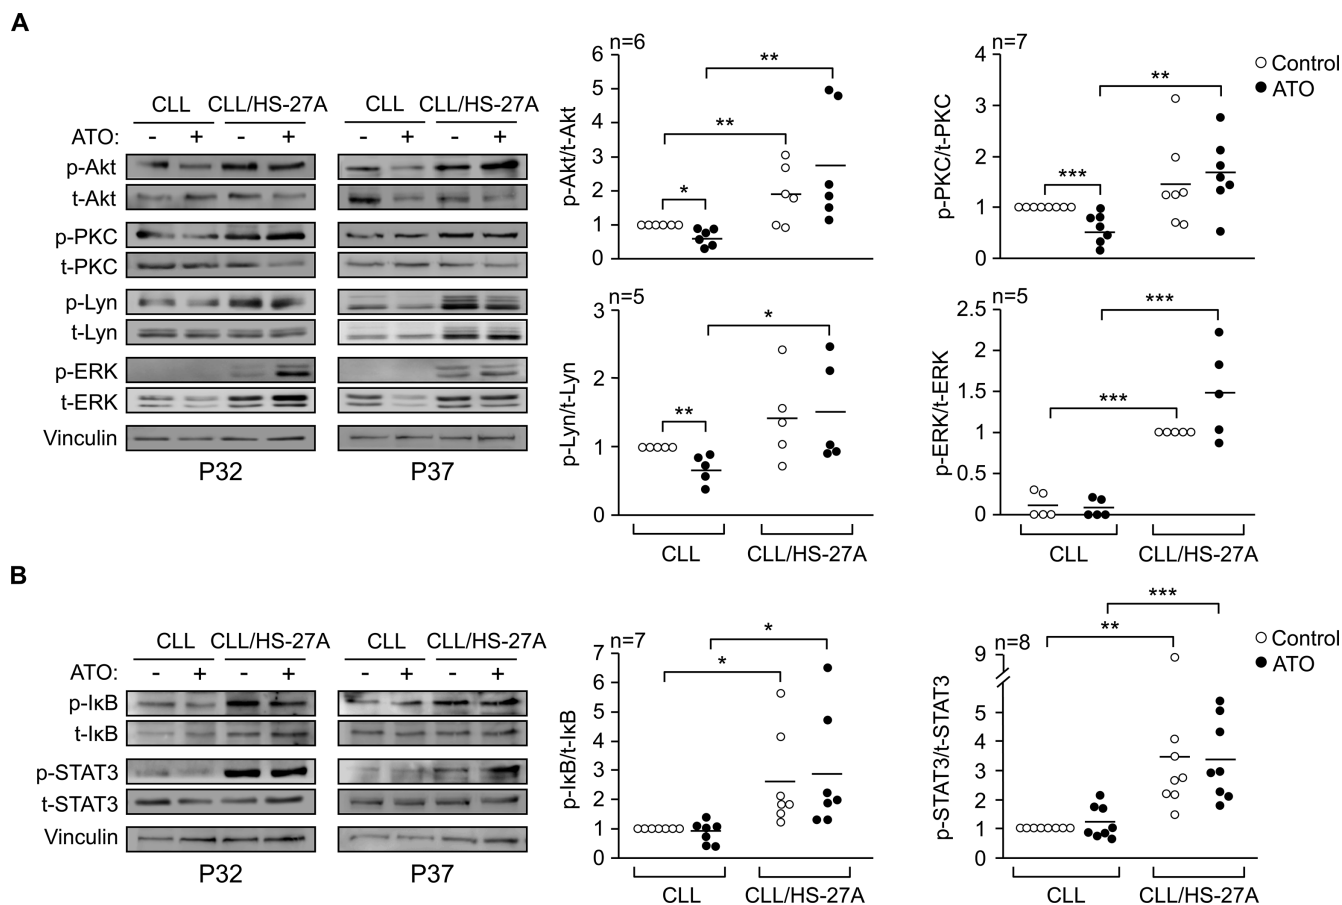 A
CLL CLL/HS-27A CLL CLL/HS-27A
ATO: - + - + - + - +
p-Akt
t-Akt
p-PKC
t-PKC
p-Lyn
t-Lyn
p-ERK
t-ERK
Vinculin
P32 P37
n=6
p-Akt/t-Akt
6
5
4
3
2
1
0
* ** **
n=7
p-PKC/t-PKC
4
3
2
1
0
*** **
Control
ATO
n=5
p-Lyn/t-Lyn
3
2
1
0
** *
CLL CLL/HS-27A
n=5
p-ERK/t-ERK
2.5
2
1.5
1
0.5
0
*** ***
CLL CLL/HS-27A
B
CLL CLL/HS-27A CLL CLL/HS-27A
ATO: - + - + - + - +
p-IκB
t-IκB
p-STAT3
t-STAT3
Vinculin
P32 P37
n=7
p-IκB/t-IκB
7
6
5
4
3
2
1
0
* *
CLL CLL/HS-27A
n=8
p-STAT3/t-STAT3
9
5
4
3
2
1
0
** ***
CLL CLL/HS-27A
Control
ATO